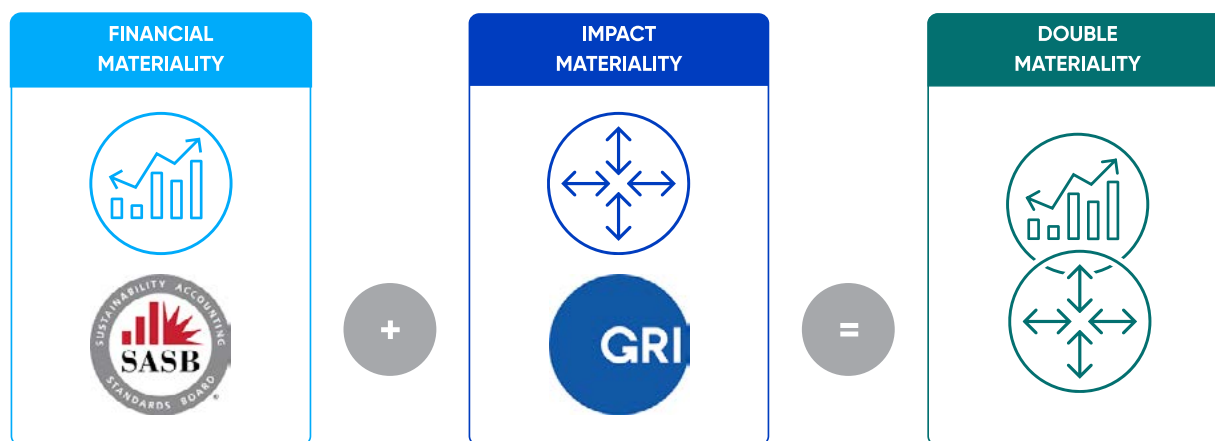 FINANCIAL
MATERIALITY
IMPACT
MATERIALITY
DOUBLE
MATERIALITY
SUSTAINABILITY ACCOUNTING
SASB
STANDARDS BOARD
®
+
GRI
=